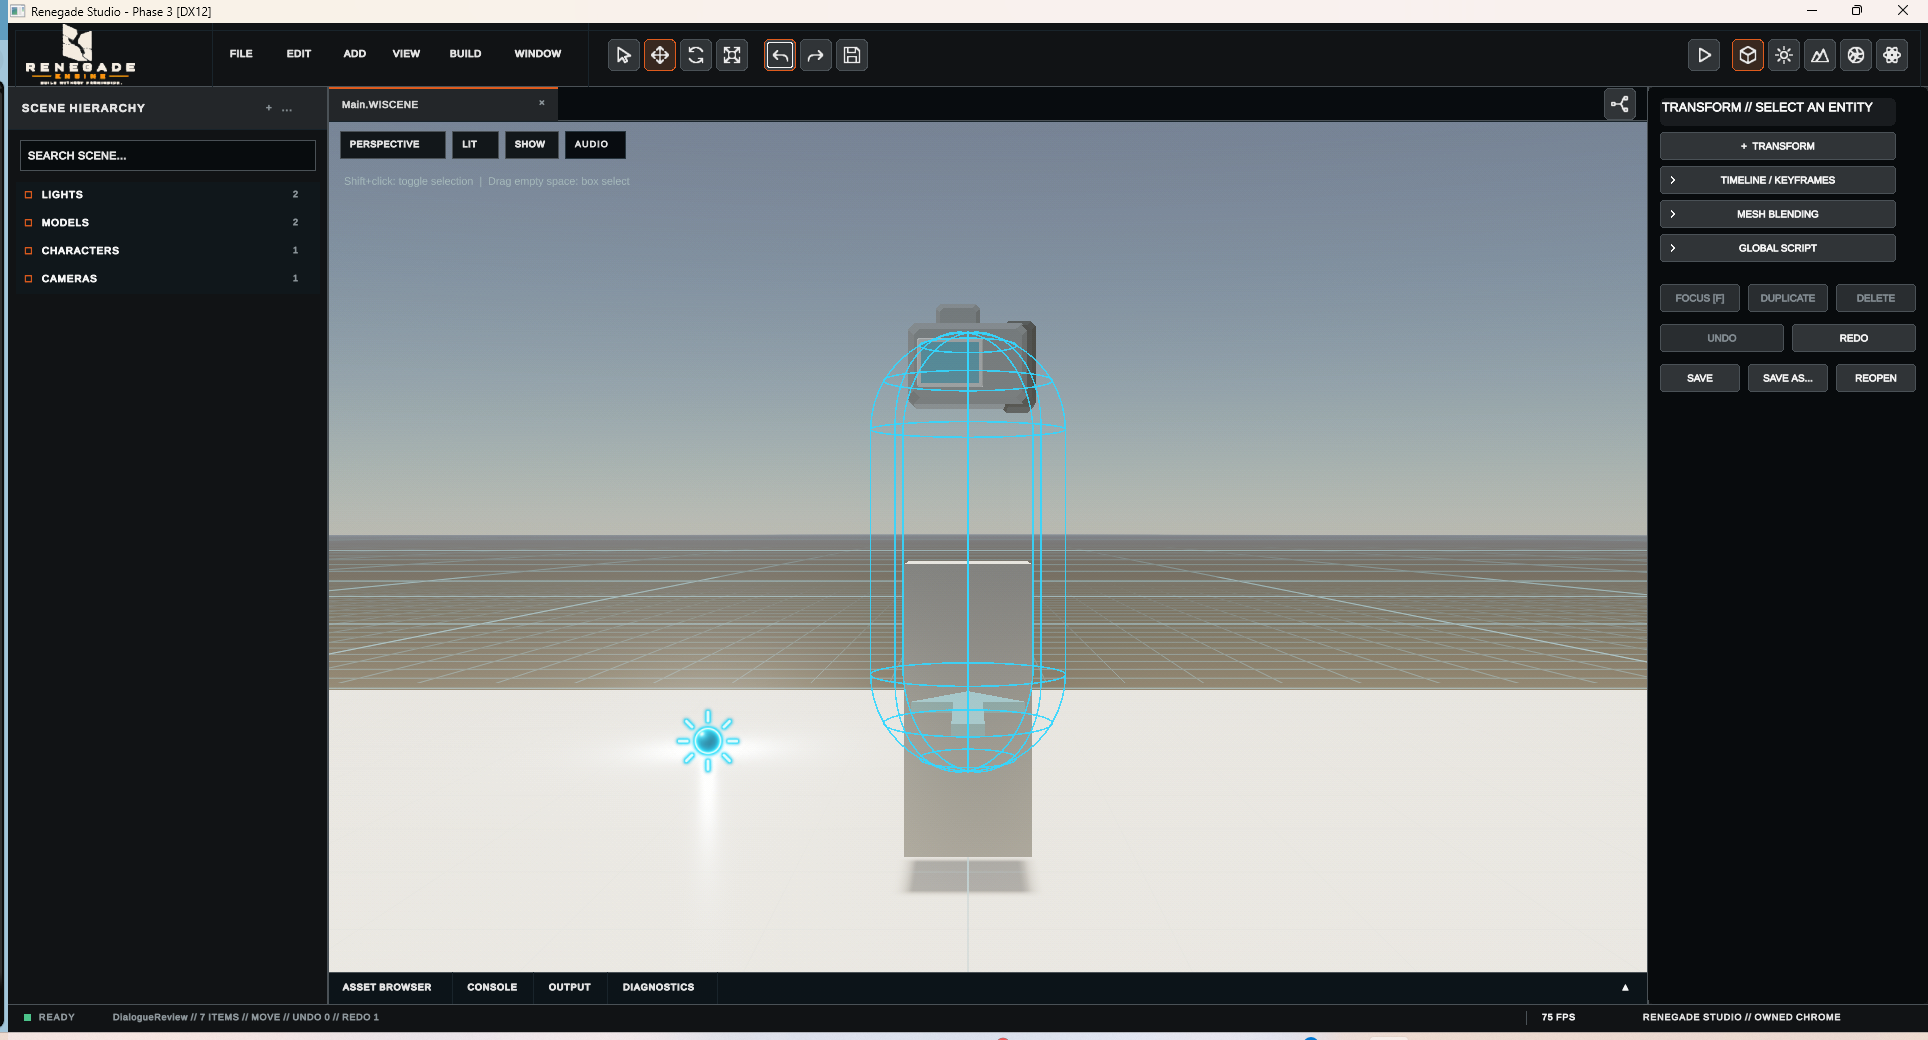 Renegade Studio - Phase 3 [DX12]
RENEGADE
ENGINE
FILE EDIT ADD VIEW BUILD WINDOW
SCENE HIERARCHY + ...
SEARCH SCENE...
LIGHTS 2
MODELS 2
CHARACTERS 1
CAMERAS 1
Main.WISCENE ×
PERSPECTIVE LIT SHOW AUDIO
Shift+click: toggle selection | Drag empty space: box select
TRANSFORM // SELECT AN ENTITY
+ TRANSFORM
> TIMELINE / KEYFRAMES
> MESH BLENDING
> GLOBAL SCRIPT
FOCUS [F] DUPLICATE DELETE
UNDO REDO
SAVE SAVE AS... REOPEN
ASSET BROWSER CONSOLE OUTPUT DIAGNOSTICS ▲
READY DialogueReview // 7 ITEMS // MOVE // UNDO 0 // REDO 1 75 FPS RENEGADE STUDIO // OWNED CHROME